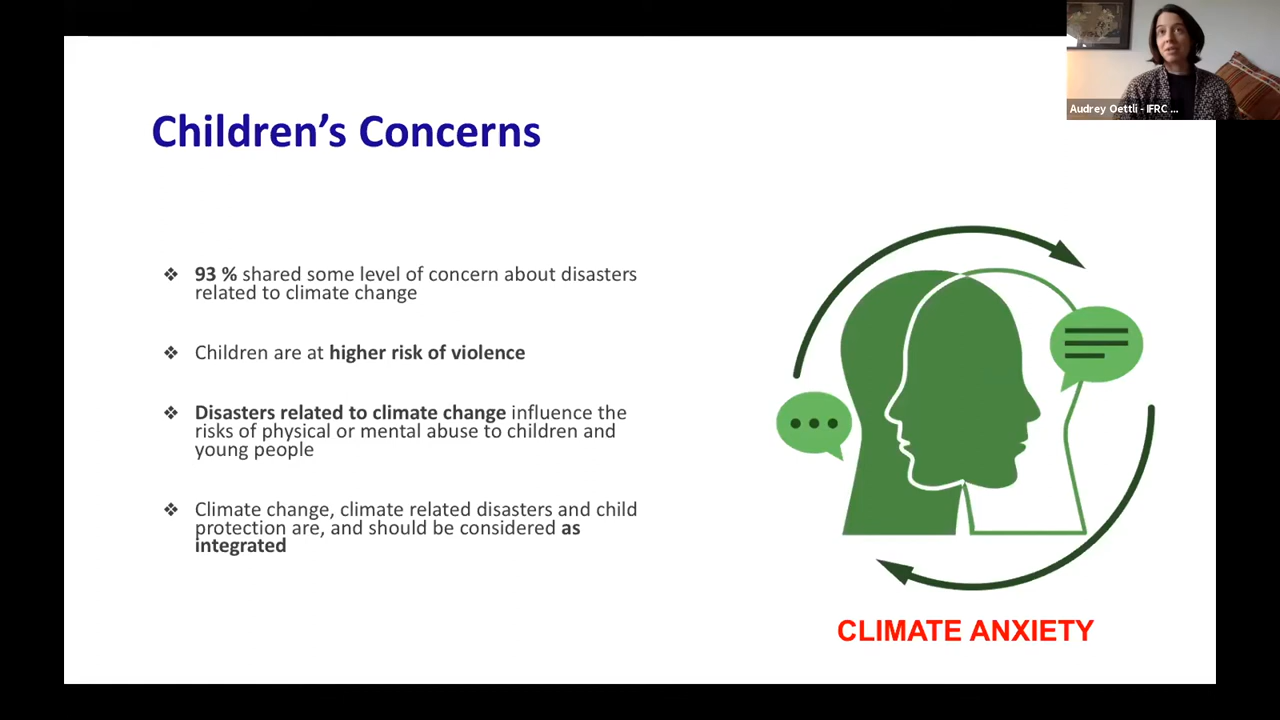 Audrey Oettli - IFRC ...
Children’s Concerns
❖ 93 % shared some level of concern about disasters
related to climate change
❖ Children are at higher risk of violence
❖ Disasters related to climate change influence the
risks of physical or mental abuse to children and
young people
❖ Climate change, climate related disasters and child
protection are, and should be considered as
integrated
CLIMATE ANXIETY